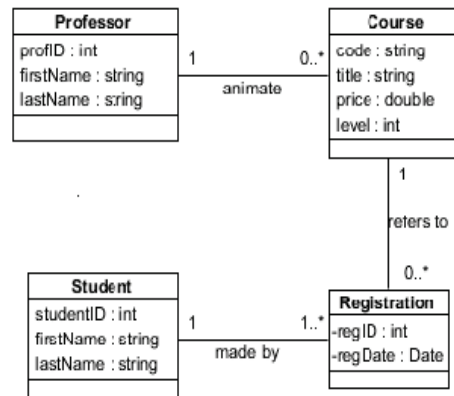 Professor
profID : int
firstName : string
lastName : string
1
0..*
animate
Course
code : string
title : string
price : double
level : int
1
refers to
0..*
Student
studentID : int
firstName : string
lastName : string
1
1..*
made by
Registration
-regID : int
-regDate : Date